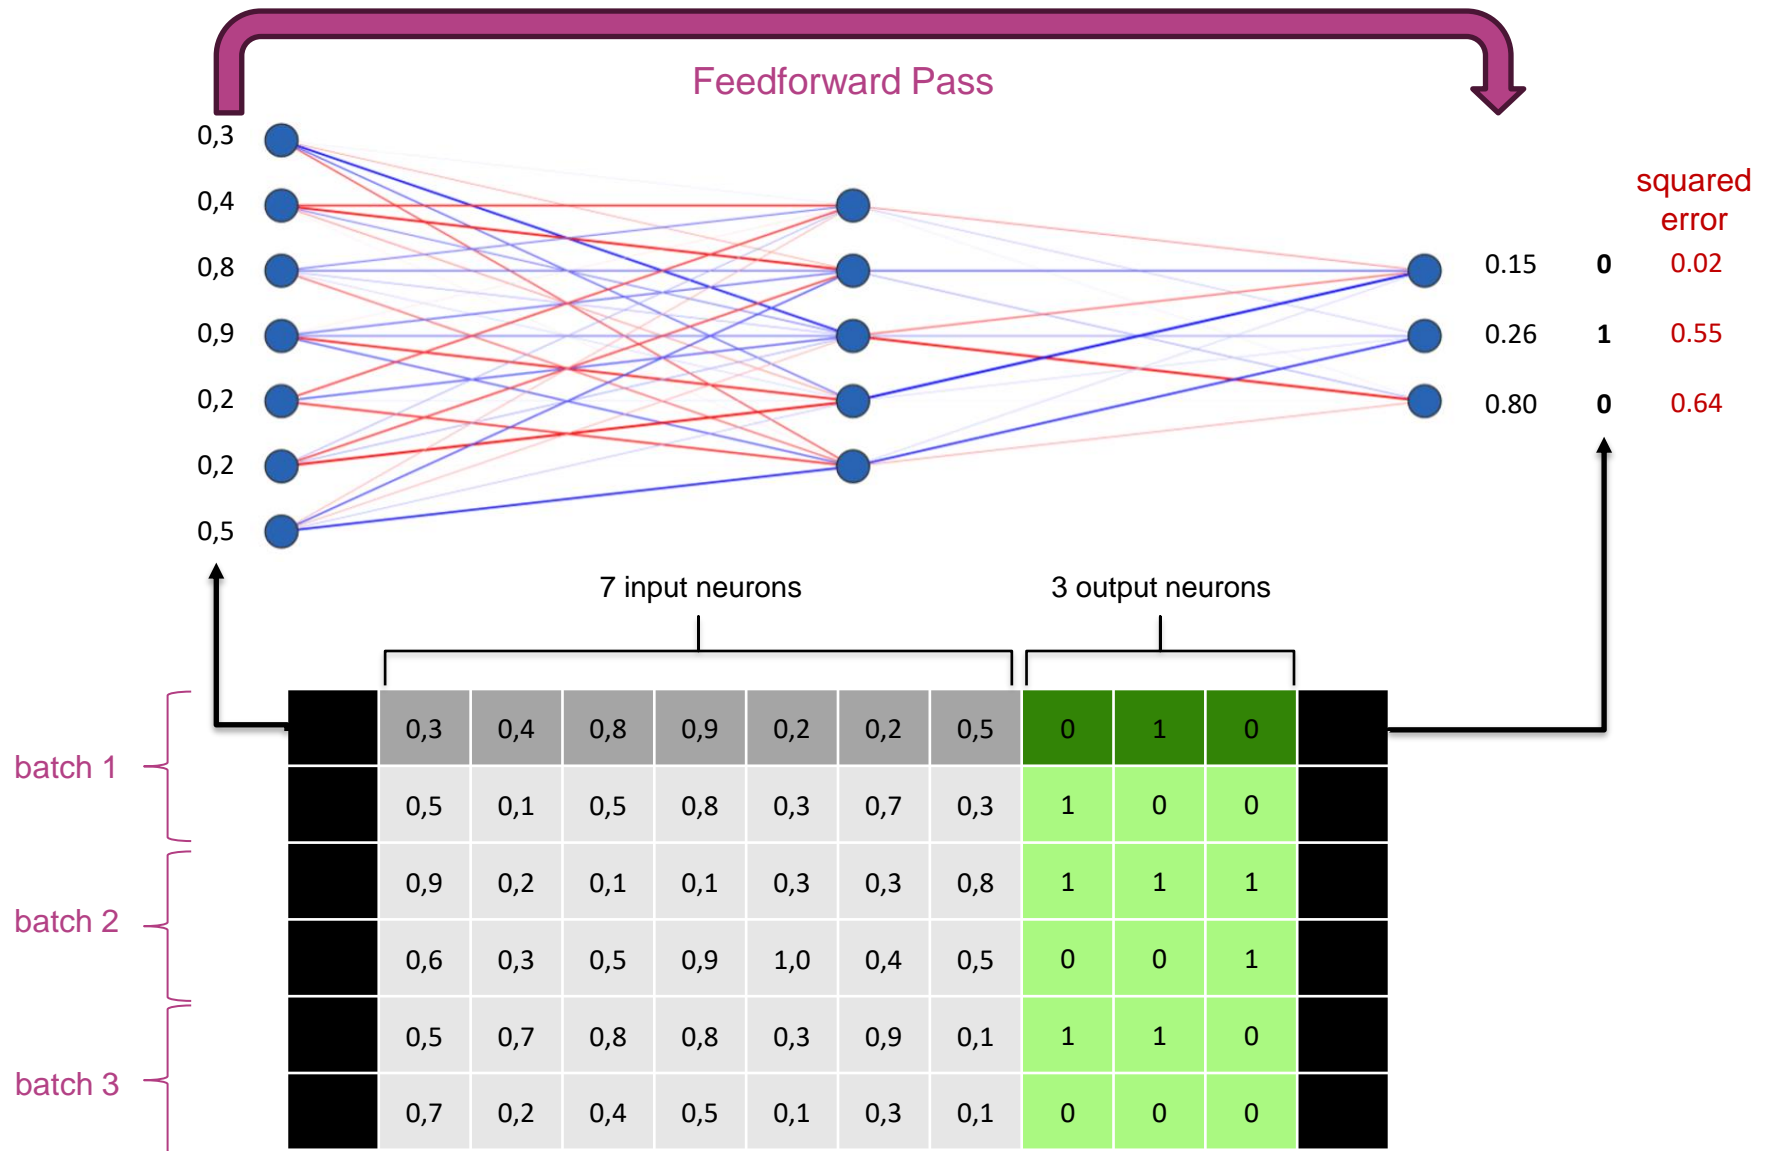 Feedforward Pass
0,3
0,4
0,8
0,9
0,2
0,2
0,5
squared
error
0.15 0 0.02
0.26 1 0.55
0.80 0 0.64
7 input neurons
3 output neurons
batch 1
0,3 0,4 0,8 0,9 0,2 0,2 0,5 0 1 0
0,5 0,1 0,5 0,8 0,3 0,7 0,3 1 0 0
batch 2
0,9 0,2 0,1 0,1 0,3 0,3 0,8 1 1 1
0,6 0,3 0,5 0,9 1,0 0,4 0,5 0 0 1
batch 3
0,5 0,7 0,8 0,8 0,3 0,9 0,1 1 1 0
0,7 0,2 0,4 0,5 0,1 0,3 0,1 0 0 0